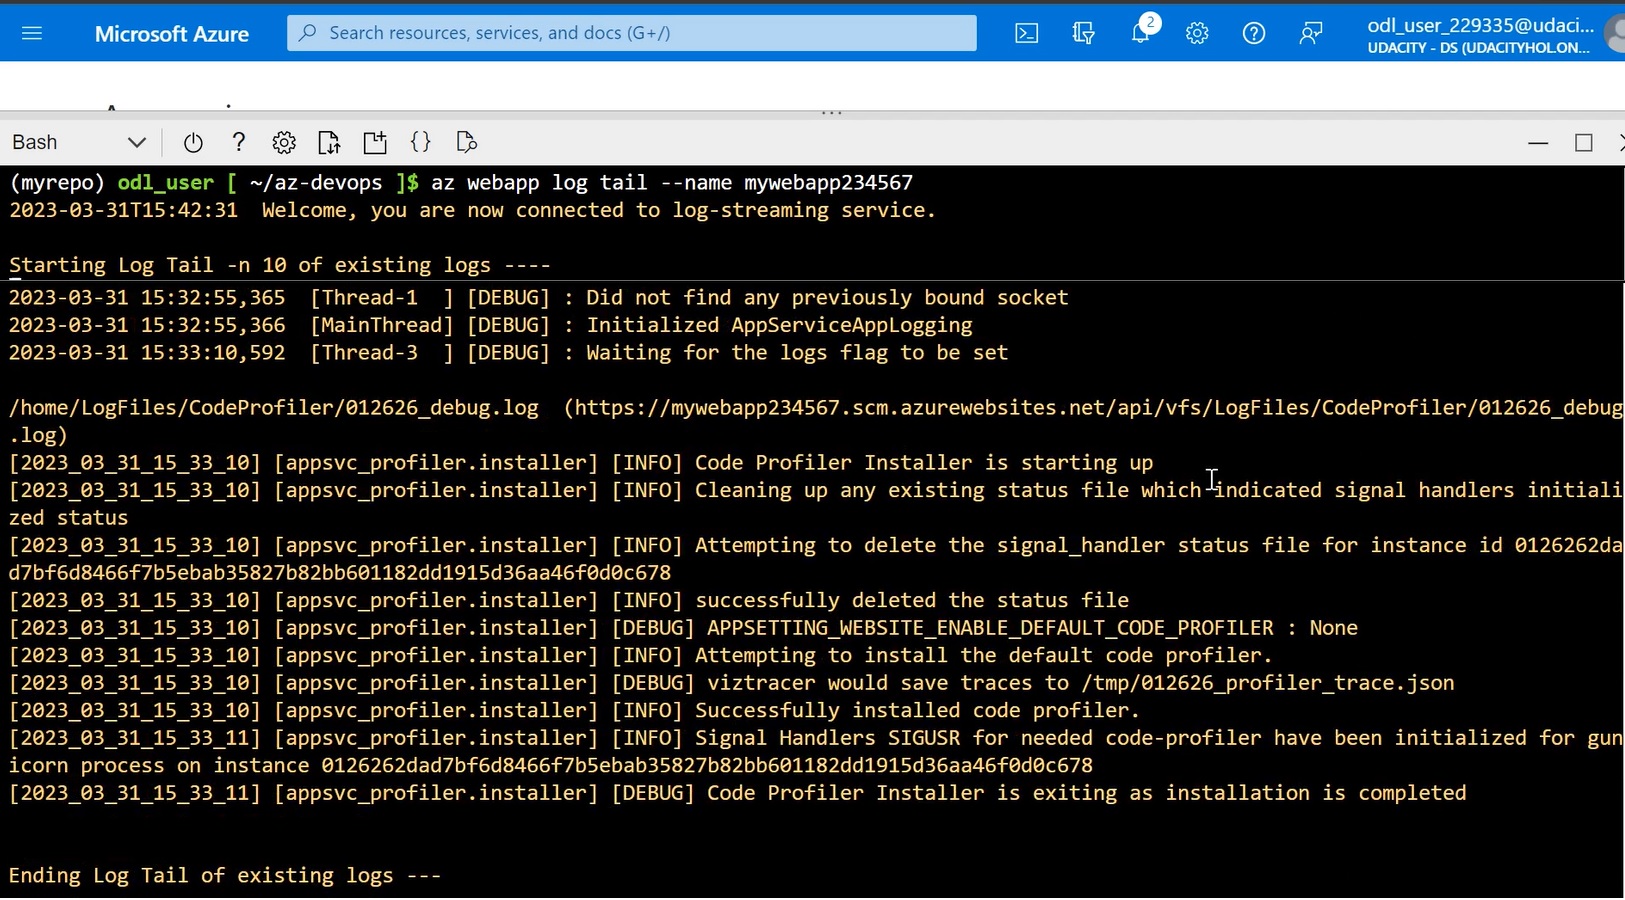 Microsoft Azure
Search resources, services, and docs (G+/)
2
odl_user_229335@udaci...
UDACITY - DS (UDACITYHOL.ON...
Bash
(myrepo) odl_user [ ~/az-devops ]$ az webapp log tail --name mywebapp234567
2023-03-31T15:42:31  Welcome, you are now connected to log-streaming service.
Starting Log Tail -n 10 of existing logs ----
2023-03-31 15:32:55,365  [Thread-1  ] [DEBUG] : Did not find any previously bound socket
2023-03-31 15:32:55,366  [MainThread] [DEBUG] : Initialized AppServiceAppLogging
2023-03-31 15:33:10,592  [Thread-3  ] [DEBUG] : Waiting for the logs flag to be set
/home/LogFiles/CodeProfiler/012626_debug.log  (https://mywebapp234567.scm.azurewebsites.net/api/vfs/LogFiles/CodeProfiler/012626_debug
.log)
[2023_03_31_15_33_10] [appsvc_profiler.installer] [INFO] Code Profiler Installer is starting up
[2023_03_31_15_33_10] [appsvc_profiler.installer] [INFO] Cleaning up any existing status file which indicated signal handlers initiali
zed status
[2023_03_31_15_33_10] [appsvc_profiler.installer] [INFO] Attempting to delete the signal_handler status file for instance id 0126262da
d7bf6d8466f7b5ebab35827b82bb601182dd1915d36aa46f0d0c678
[2023_03_31_15_33_10] [appsvc_profiler.installer] [INFO] successfully deleted the status file
[2023_03_31_15_33_10] [appsvc_profiler.installer] [DEBUG] APPSETTING_WEBSITE_ENABLE_DEFAULT_CODE_PROFILER : None
[2023_03_31_15_33_10] [appsvc_profiler.installer] [INFO] Attempting to install the default code profiler.
[2023_03_31_15_33_10] [appsvc_profiler.installer] [DEBUG] viztracer would save traces to /tmp/012626_profiler_trace.json
[2023_03_31_15_33_10] [appsvc_profiler.installer] [INFO] Successfully installed code profiler.
[2023_03_31_15_33_11] [appsvc_profiler.installer] [INFO] Signal Handlers SIGUSR for needed code-profiler have been initialized for gun
icorn process on instance 0126262dad7bf6d8466f7b5ebab35827b82bb601182dd1915d36aa46f0d0c678
[2023_03_31_15_33_11] [appsvc_profiler.installer] [DEBUG] Code Profiler Installer is exiting as installation is completed
Ending Log Tail of existing logs ---